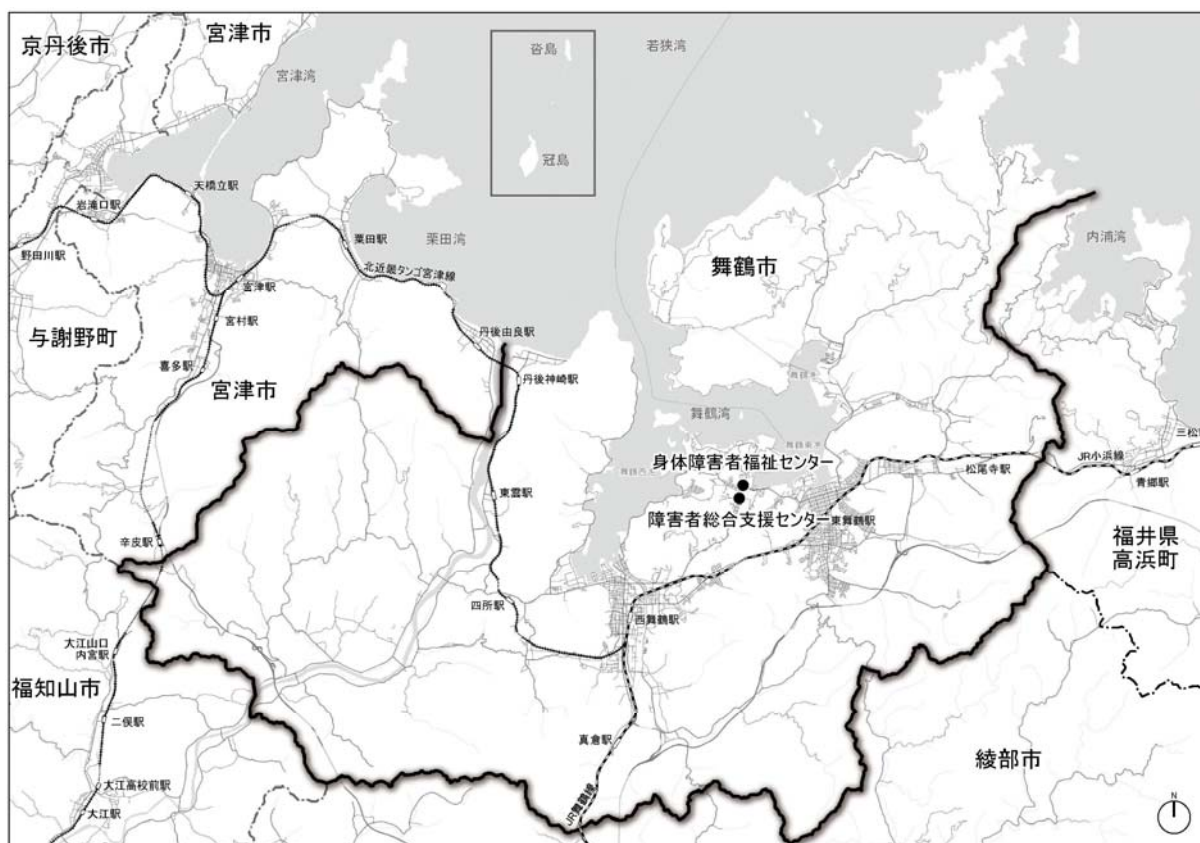 京丹後市
宮津市
宮津湾
沓島
冠島
若狭湾
天橋立駅
岩滝口駅
野田川駅
栗田駅
栗田湾
北近畿タンゴ宮津線
宮津駅
宮村駅
与謝野町
喜多駅
宮津市
丹後由良駅
丹後神崎駅
舞鶴市
内浦湾
舞鶴湾
身体障害者福祉センター
障害者総合支援センター
東舞鶴駅
松尾寺駅
JR小浜線
三松
青郷駅
福井県
高浜町
東雲駅
辛皮駅
四所駅
西舞鶴駅
大江山口
内宮駅
福知山市
二俣駅
真倉駅
綾部市
大江高校前駅
大江駅
JR舞鶴線
N